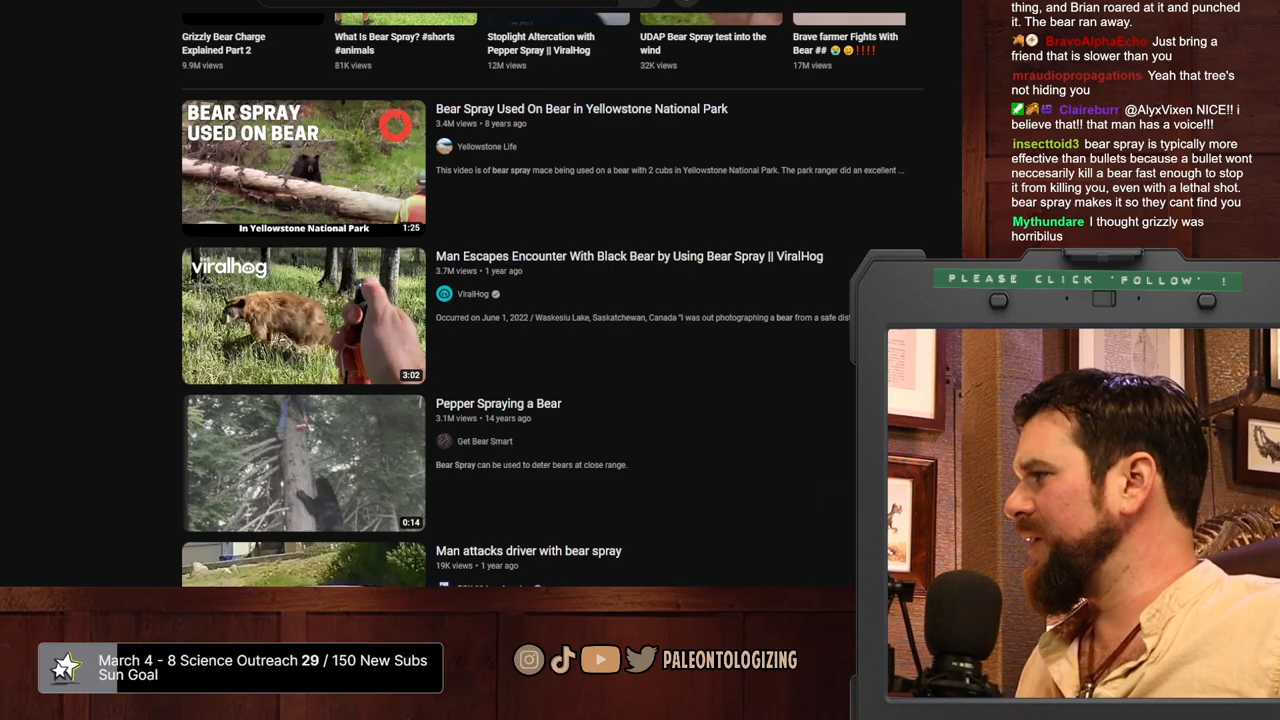 Grizzly Bear Charge
Explained Part 2
9.9M views
What Is Bear Spray? #shorts
#animals
81K views
Stoplight Altercation with
Pepper Spray || ViralHog
12M views
UDAP Bear Spray test into the
wind
32K views
Brave farmer Fights With
Bear ## 😭 😉❗❗❗❗
17M views
BEAR SPRAY
USED ON BEAR
In Yellowstone National Park
1:25
Bear Spray Used On Bear in Yellowstone National Park
3.4M views • 8 years ago
Yellowstone Life
This video is of bear spray mace being used on a bear with 2 cubs in Yellowstone National Park. The park ranger did an excellent ...
viralhog
3:02
Man Escapes Encounter With Black Bear by Using Bear Spray || ViralHog
3.7M views • 1 year ago
ViralHog
Occurred on June 1, 2022 / Waskesiu Lake, Saskatchewan, Canada "I was out photographing a bear from a safe dis
0:14
Pepper Spraying a Bear
3.1M views • 14 years ago
Get Bear Smart
Bear Spray can be used to deter bears at close range.
Man attacks driver with bear spray
19K views • 1 year ago
thing, and Brian roared at it and punched
it. The bear ran away.
BravoAlphaEcho Just bring a
friend that is slower than you
mraudiopropagations Yeah that tree's
not hiding you
Claireburr @AlyxVixen NICE!! i
believe that!! that man has a voice!!!
insecttoid3 bear spray is typically more
effective than bullets because a bullet wont
neccesarily kill a bear fast enough to stop
it from killing you, even with a lethal shot.
bear spray makes it so they cant find you
Mythundare I thought grizzly was
horribilus
PLEASE CLICK 'FOLLOW' !
March 4 - 8 Science Outreach 29 / 150 New Subs
Sun Goal
PALEONTOLOGIZING